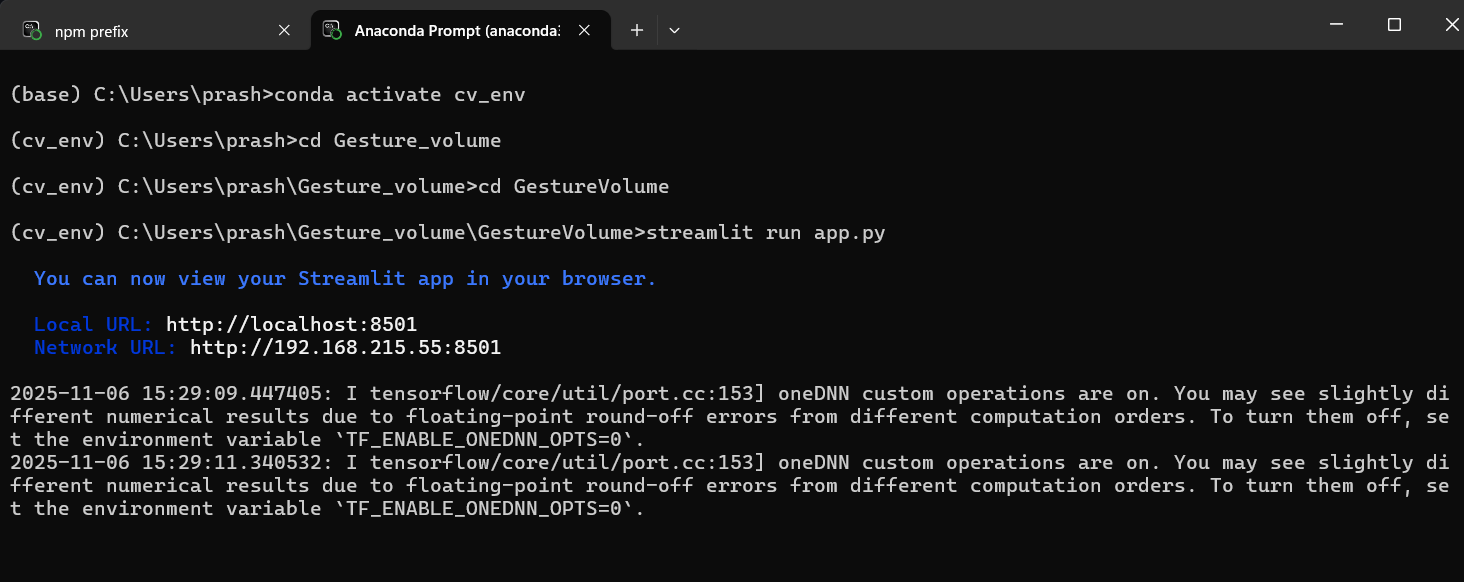 npm prefix
Anaconda Prompt (anaconda3
(base) C:\Users\prash>conda activate cv_env
(cv_env) C:\Users\prash>cd Gesture_volume
(cv_env) C:\Users\prash\Gesture_volume>cd GestureVolume
(cv_env) C:\Users\prash\Gesture_volume\GestureVolume>streamlit run app.py
You can now view your Streamlit app in your browser.
Local URL: http://localhost:8501
Network URL: http://192.168.215.55:8501
2025-11-06 15:29:09.447405: I tensorflow/core/util/port.cc:153] oneDNN custom operations are on. You may see slightly di
fferent numerical results due to floating-point round-off errors from different computation orders. To turn them off, se
t the environment variable `TF_ENABLE_ONEDNN_OPTS=0`.
2025-11-06 15:29:11.340532: I tensorflow/core/util/port.cc:153] oneDNN custom operations are on. You may see slightly di
fferent numerical results due to floating-point round-off errors from different computation orders. To turn them off, se
t the environment variable `TF_ENABLE_ONEDNN_OPTS=0`.